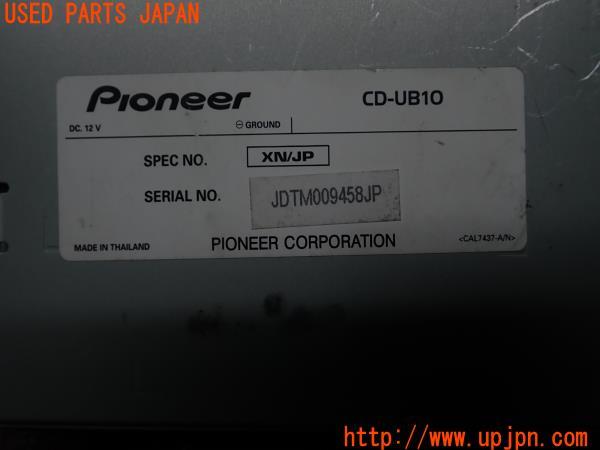 USED PARTS JAPAN
Pioneer CD-UB10
DC. 12 V ⊖ GROUND
SPEC NO. XN/JP
SERIAL NO. JDTM009458JP
MADE IN THAILAND PIONEER CORPORATION <CAL7437-A/N>
http://www.upjpn.com